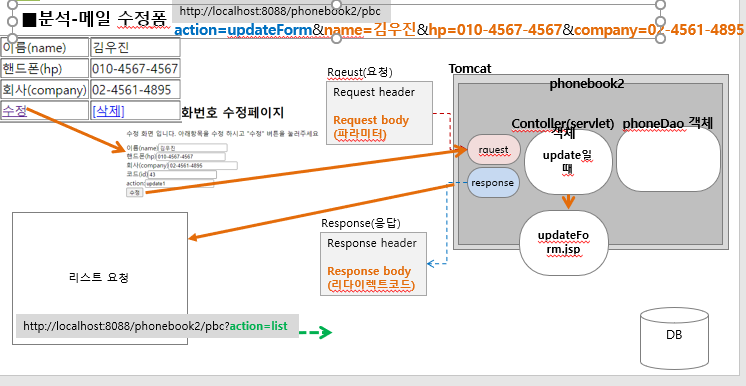 http://localhost:8088/phonebook2/pbc
■분석-메일 수정폼
action=updateForm&name=김우진&hp=010-4567-4567&company=02-4561-4895
이름(name) 김우진
핸드폰(hp) 010-4567-4567
회사(company) 02-4561-4895
수정 [삭제]
화번호 수정페이지
수정 화면 입니다. 아래항목을 수정 하시고 "수정" 버튼을 눌러주세요
이름(name) 김우진
핸드폰(hp) 010-4567-4567
회사(company) 02-4561-4895
코드(id) 43
action update1
수정
Rqeust(요청)
Request header
Request body
(파라미터)
Tomcat
phonebook2
Contoller(servlet)
객체
phoneDao 객체
rquest
response
update일
때
updateFo
rm.jsp
Response(응답)
Response header
Response body
(리다이렉트코드)
리스트 요청
http://localhost:8088/phonebook2/pbc?action=list
DB